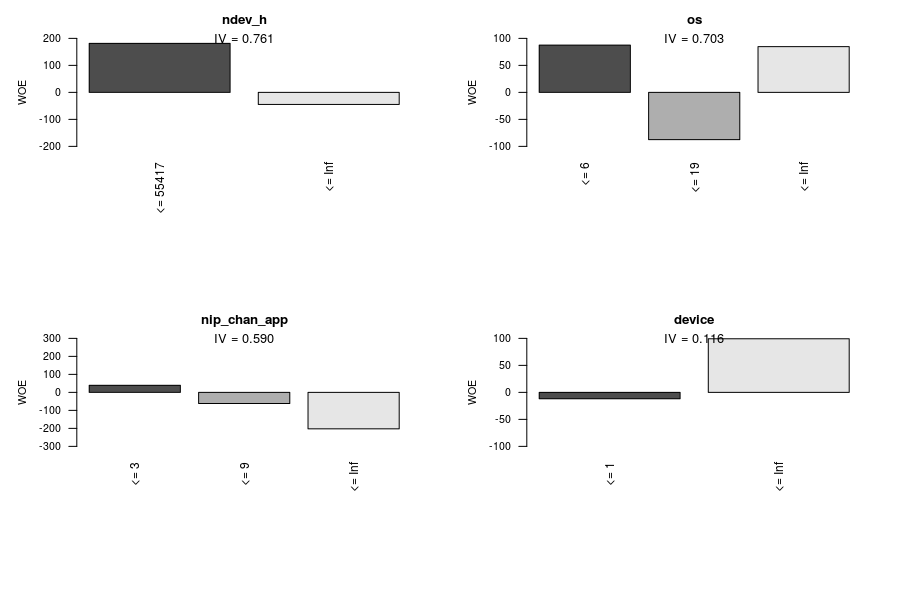 ndev_h
IV = 0.761
200
100
0
-100
-200
WOE
<= 55417
<= Inf
os
IV = 0.703
100
50
0
-50
-100
WOE
<= 6
<= 19
<= Inf
nip_chan_app
IV = 0.590
300
200
100
0
-100
-200
-300
WOE
<= 3
<= 9
<= Inf
device
IV = 0.116
100
50
0
-50
-100
WOE
<= 1
<= Inf